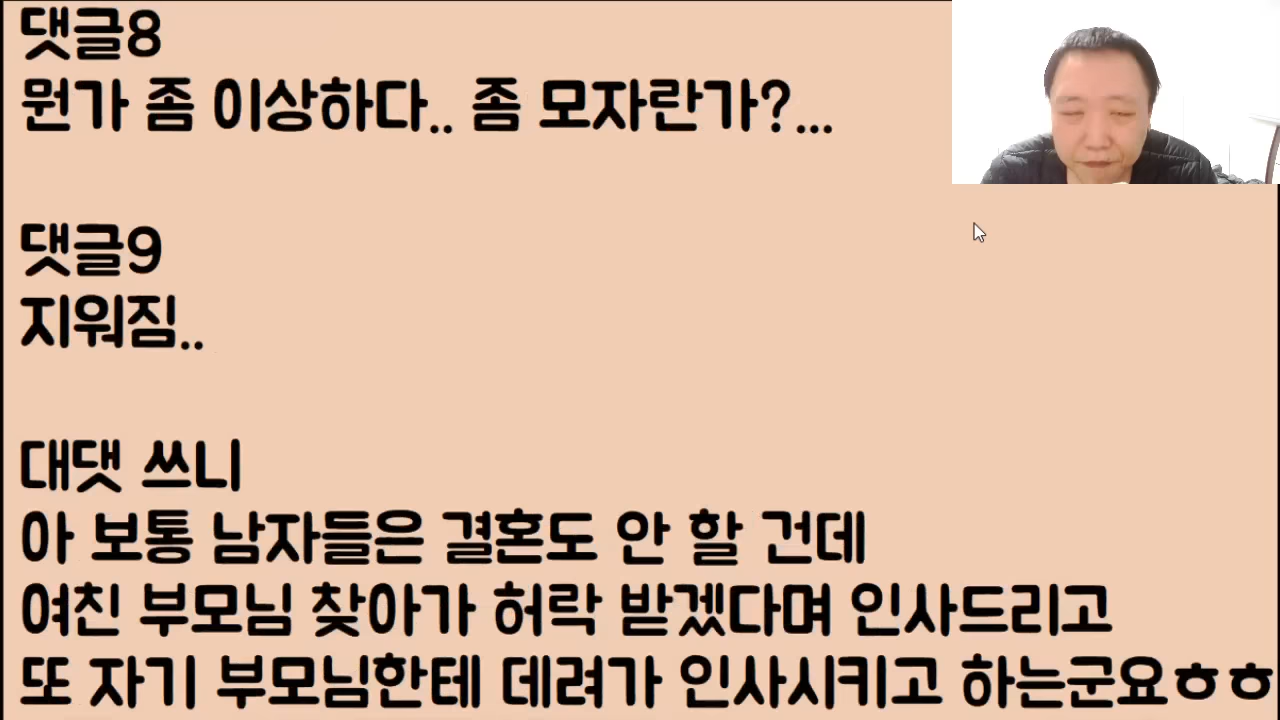 댓글8
뭔가 좀 이상하다.. 좀 모자란가?...
댓글9
지워짐..
대댓 쓰니
아 보통 남자들은 결혼도 안 할 건데
여친 부모님 찾아가 허락 받겠다며 인사드리고
또 자기 부모님한테 데려가 인사시키고 하는군요ㅎㅎ